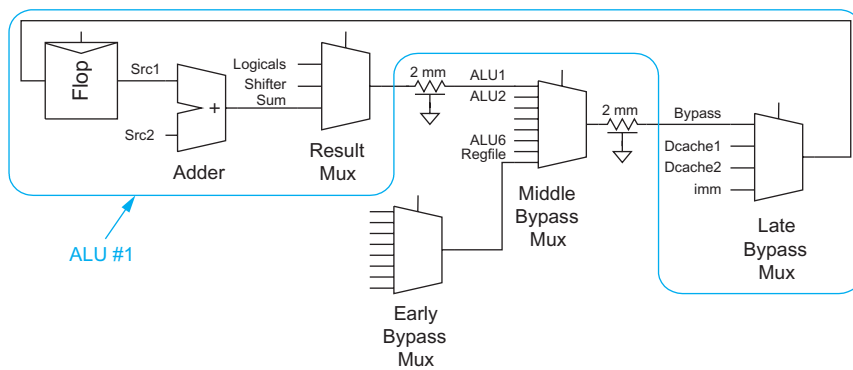 Flop
Src1
Src2
+
Adder
Logicals
Shifter
Sum
Result
Mux
2 mm
ALU1
ALU2
ALU6
Regfile
Middle
Bypass
Mux
2 mm
Bypass
Dcache1
Dcache2
imm
Late
Bypass
Mux
Early
Bypass
Mux
ALU #1